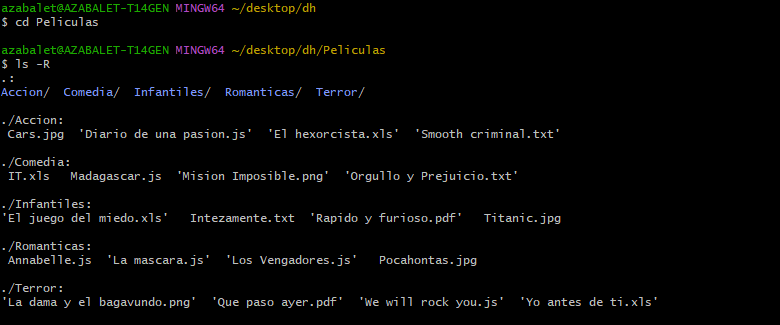 azabalet@AZABALET-T14GEN MINGW64 ~/desktop/dh
$ cd Peliculas
azabalet@AZABALET-T14GEN MINGW64 ~/desktop/dh/Peliculas
$ ls -R
.:
Accion/  Comedia/  Infantiles/  Romanticas/  Terror/
./Accion:
 Cars.jpg  'Diario de una pasion.js'  'El hexorcista.xls'  'Smooth criminal.txt'
./Comedia:
 IT.xls   Madagascar.js  'Mision Imposible.png'  'Orgullo y Prejuicio.txt'
./Infantiles:
'El juego del miedo.xls'   Intezamente.txt  'Rapido y furioso.pdf'   Titanic.jpg
./Romanticas:
 Annabelle.js  'La mascara.js'  'Los Vengadores.js'   Pocahontas.jpg
./Terror:
'La dama y el bagavundo.png'  'Que paso ayer.pdf'  'We will rock you.js'  'Yo antes de ti.xls'